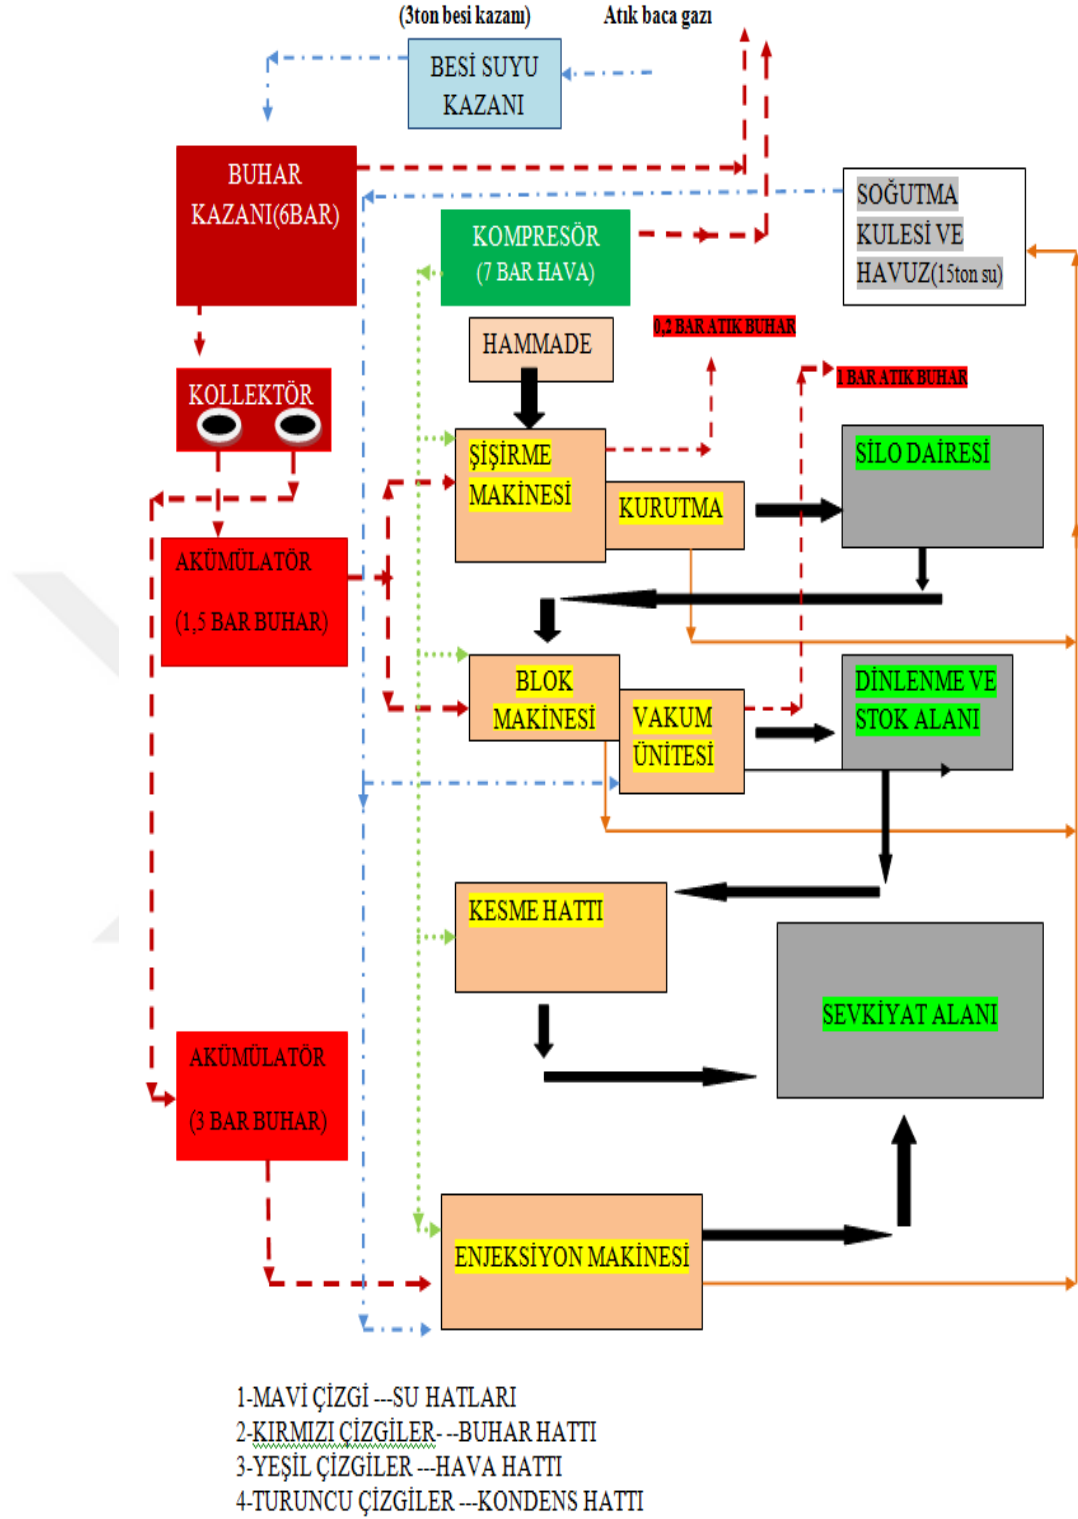 (3ton besi kazanı)
Atık baca gazı
BESİ SUYU
KAZANI
BUHAR
KAZANI(6BAR)
SOĞUTMA
KULESİ VE
HAVUZ(15ton su)
KOMPRESÖR
(7 BAR HAVA)
HAMMADE
0,2 BAR ATIK BUHAR
1 BAR ATIK BUHAR
KOLLEKTÖR
ŞİŞİRME
MAKİNESİ
KURUTMA
SİLO DAİRESİ
AKÜMÜLATÖR
(1,5 BAR BUHAR)
BLOK
MAKİNESİ
VAKUM
ÜNİTESİ
DİNLENME VE
STOK ALANI
KESME HATTI
SEVKİYAT ALANI
AKÜMÜLATÖR
(3 BAR BUHAR)
ENJEKSİYON MAKİNESİ
1-MAVİ ÇİZGİ ---SU HATLARI
2-KIRMIZI ÇİZGİLER- --BUHAR HATTI
3-YEŞİL ÇİZGİLER ---HAVA HATTI
4-TURUNCU ÇİZGİLER ---KONDENS HATTI